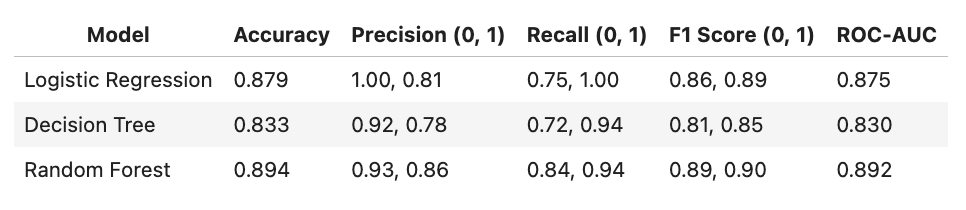 Model Accuracy Precision (0, 1) Recall (0, 1) F1 Score (0, 1) ROC-AUC
Logistic Regression 0.879 1.00, 0.81 0.75, 1.00 0.86, 0.89 0.875
Decision Tree 0.833 0.92, 0.78 0.72, 0.94 0.81, 0.85 0.830
Random Forest 0.894 0.93, 0.86 0.84, 0.94 0.89, 0.90 0.892